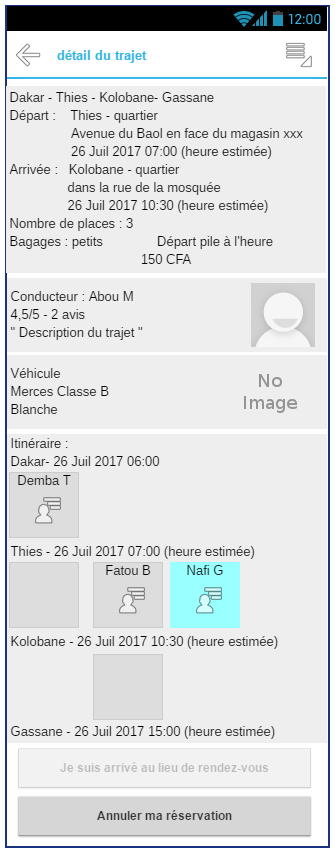 12:00
détail du trajet
Dakar - Thies - Kolobane- Gassane
Départ : Thies - quartier
Avenue du Baol en face du magasin xxx
26 Juil 2017 07:00 (heure estimée)
Arrivée : Kolobane - quartier
dans la rue de la mosquée
26 Juil 2017 10:30 (heure estimée)
Nombre de places : 3
Bagages : petits Départ pile à l'heure
150 CFA
Conducteur : Abou M
4,5/5 - 2 avis
" Description du trajet "
Véhicule
Merces Classe B
Blanche
No
Image
Itinéraire :
Dakar- 26 Juil 2017 06:00
Demba T
Thies - 26 Juil 2017 07:00 (heure estimée)
Fatou B Nafi G
Kolobane - 26 Juil 2017 10:30 (heure estimée)
Gassane - 26 Juil 2017 15:00 (heure estimée)
Je suis arrivé au lieu de rendez-vous
Annuler ma réservation